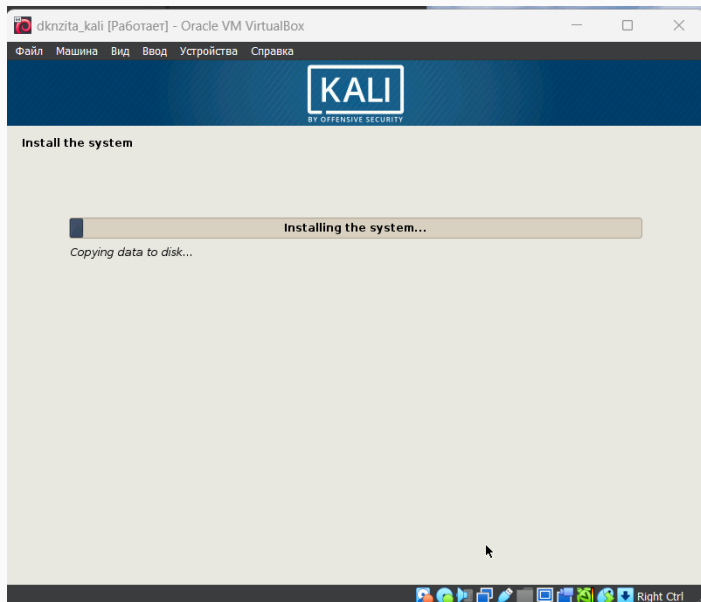 dknzita_kali [Работает] - Oracle VM VirtualBox
Файл Машина Вид Ввод Устройства Справка
KALI
BY OFFENSIVE SECURITY
Install the system
Installing the system...
Copying data to disk...
Right Ctrl